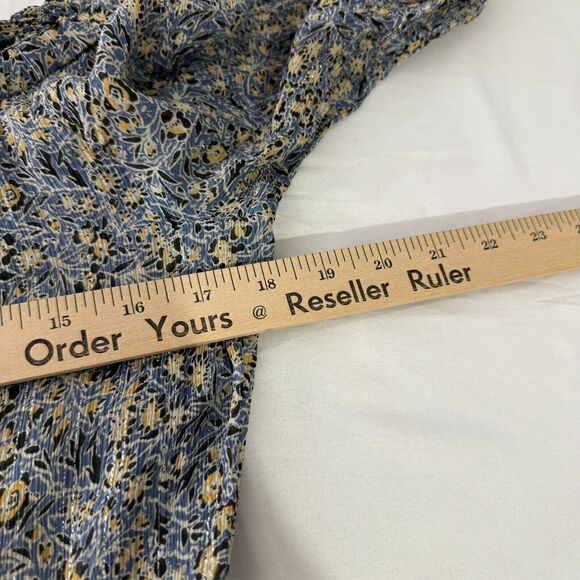 15 16 17 18 19 20 21 22 23
Order Yours @ Reseller Ruler